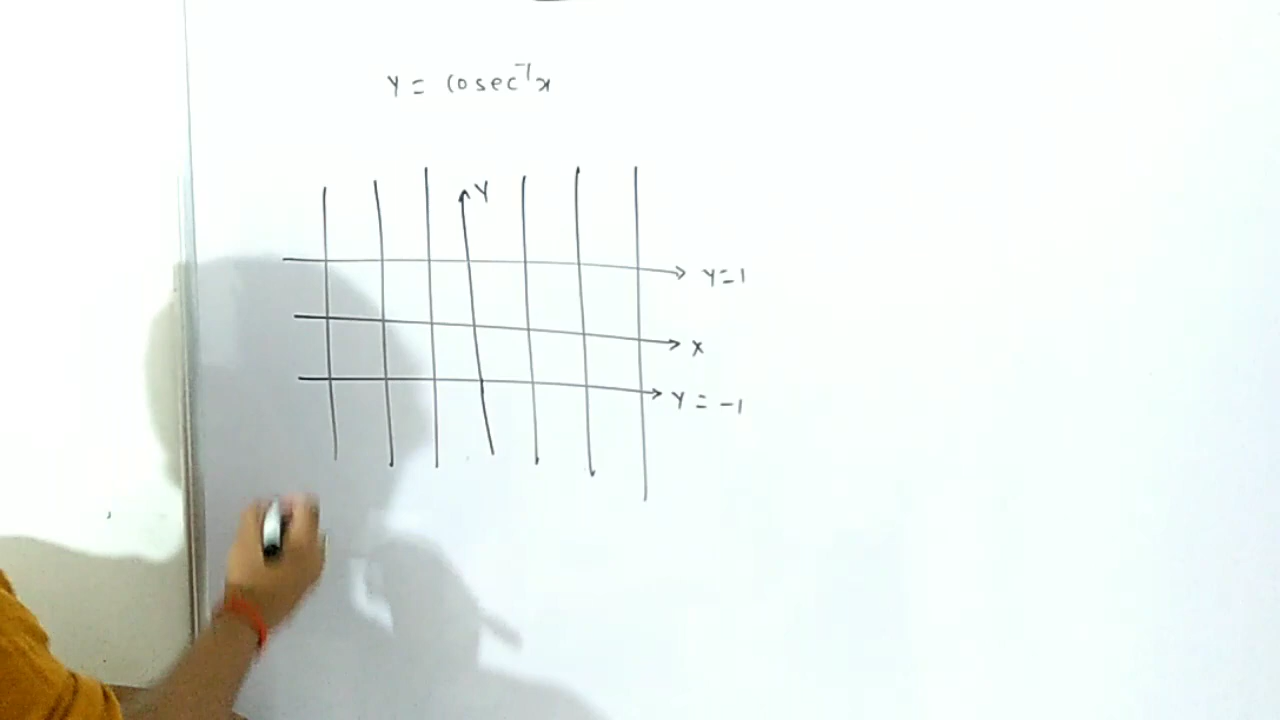 y = cosec⁻¹x
Y
y=1
x
y = -1